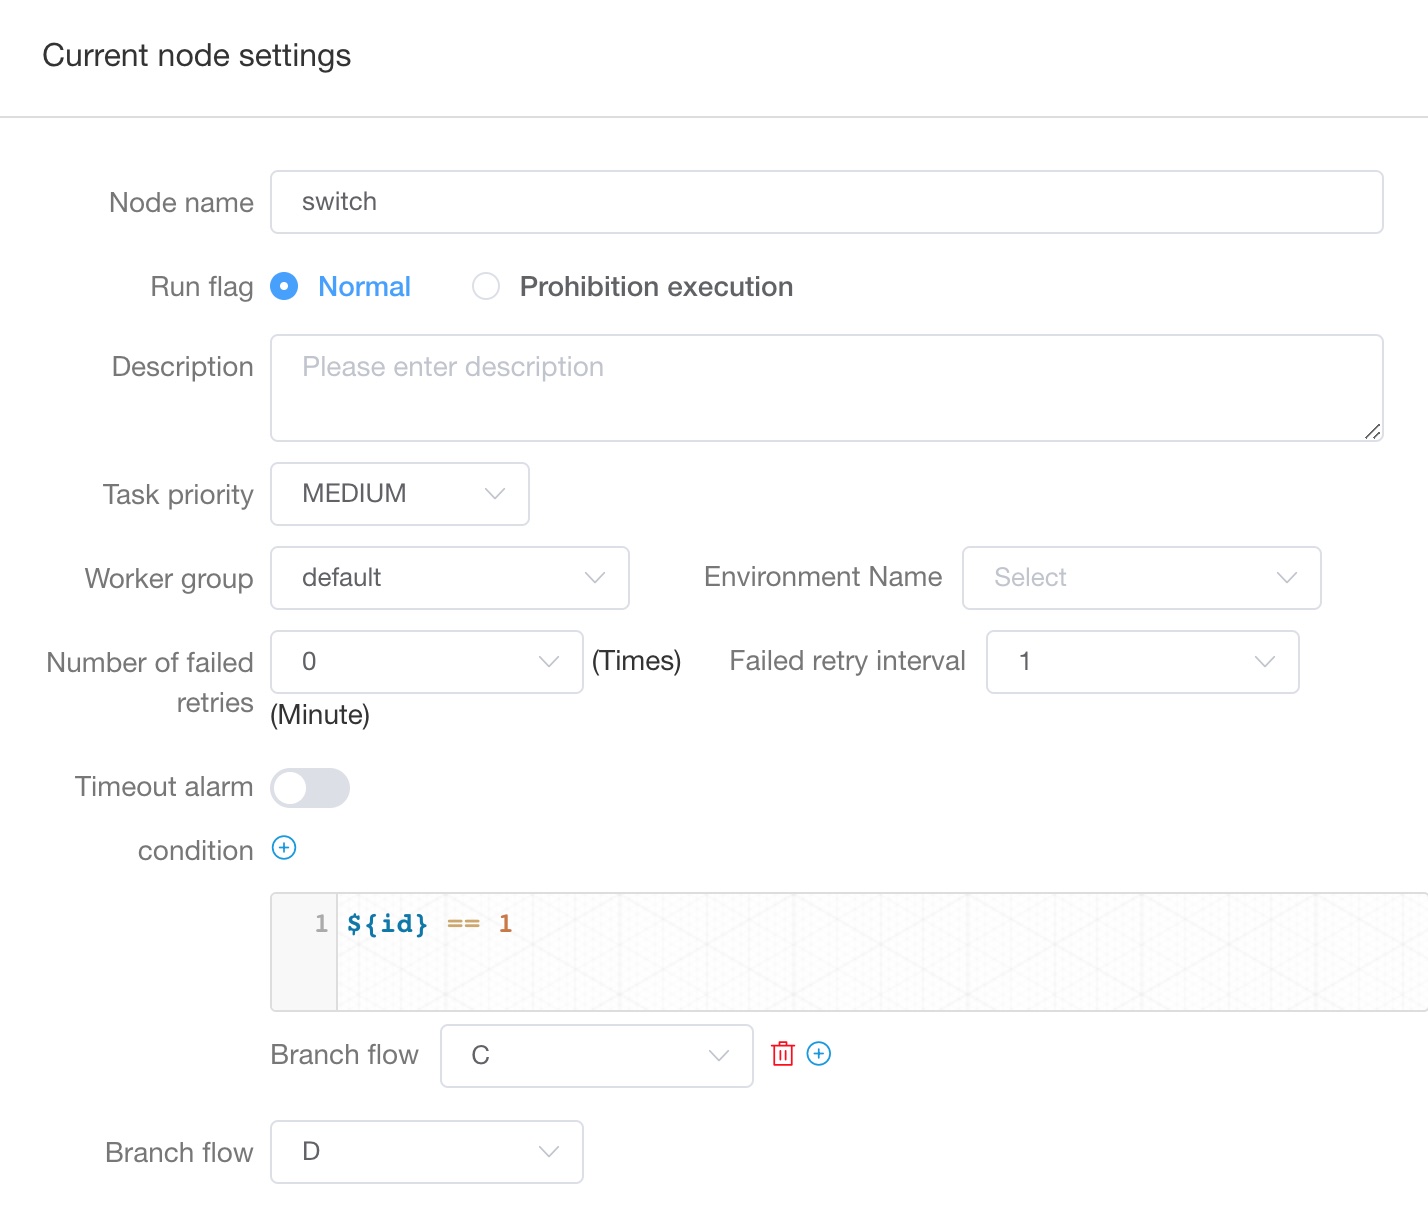 Current node settings
Node name switch
Run flag Normal Prohibition execution
Description Please enter description
Task priority MEDIUM
Worker group default Environment Name Select
Number of failed retries 0 (Times) Failed retry interval 1
(Minute)
Timeout alarm
condition
1 ${id} == 1
Branch flow C
Branch flow D